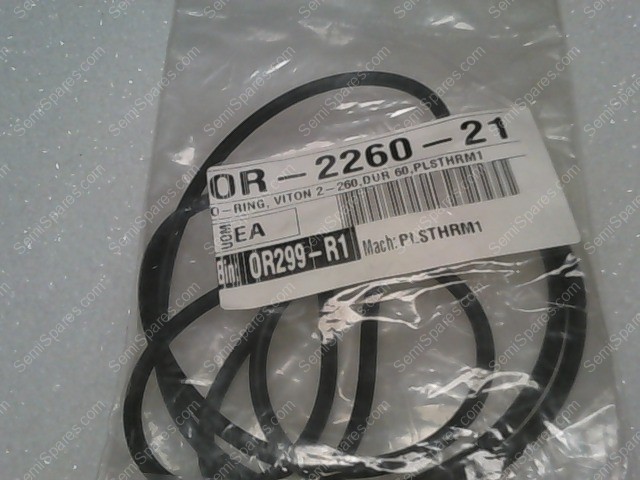 OR-2260-21
O-RING, VITON 2-260,DUR 60,PLSTHRM1
UOM EA
Bin: OR299-R1 Mach:PLSTHRM1
SemiSpares.com